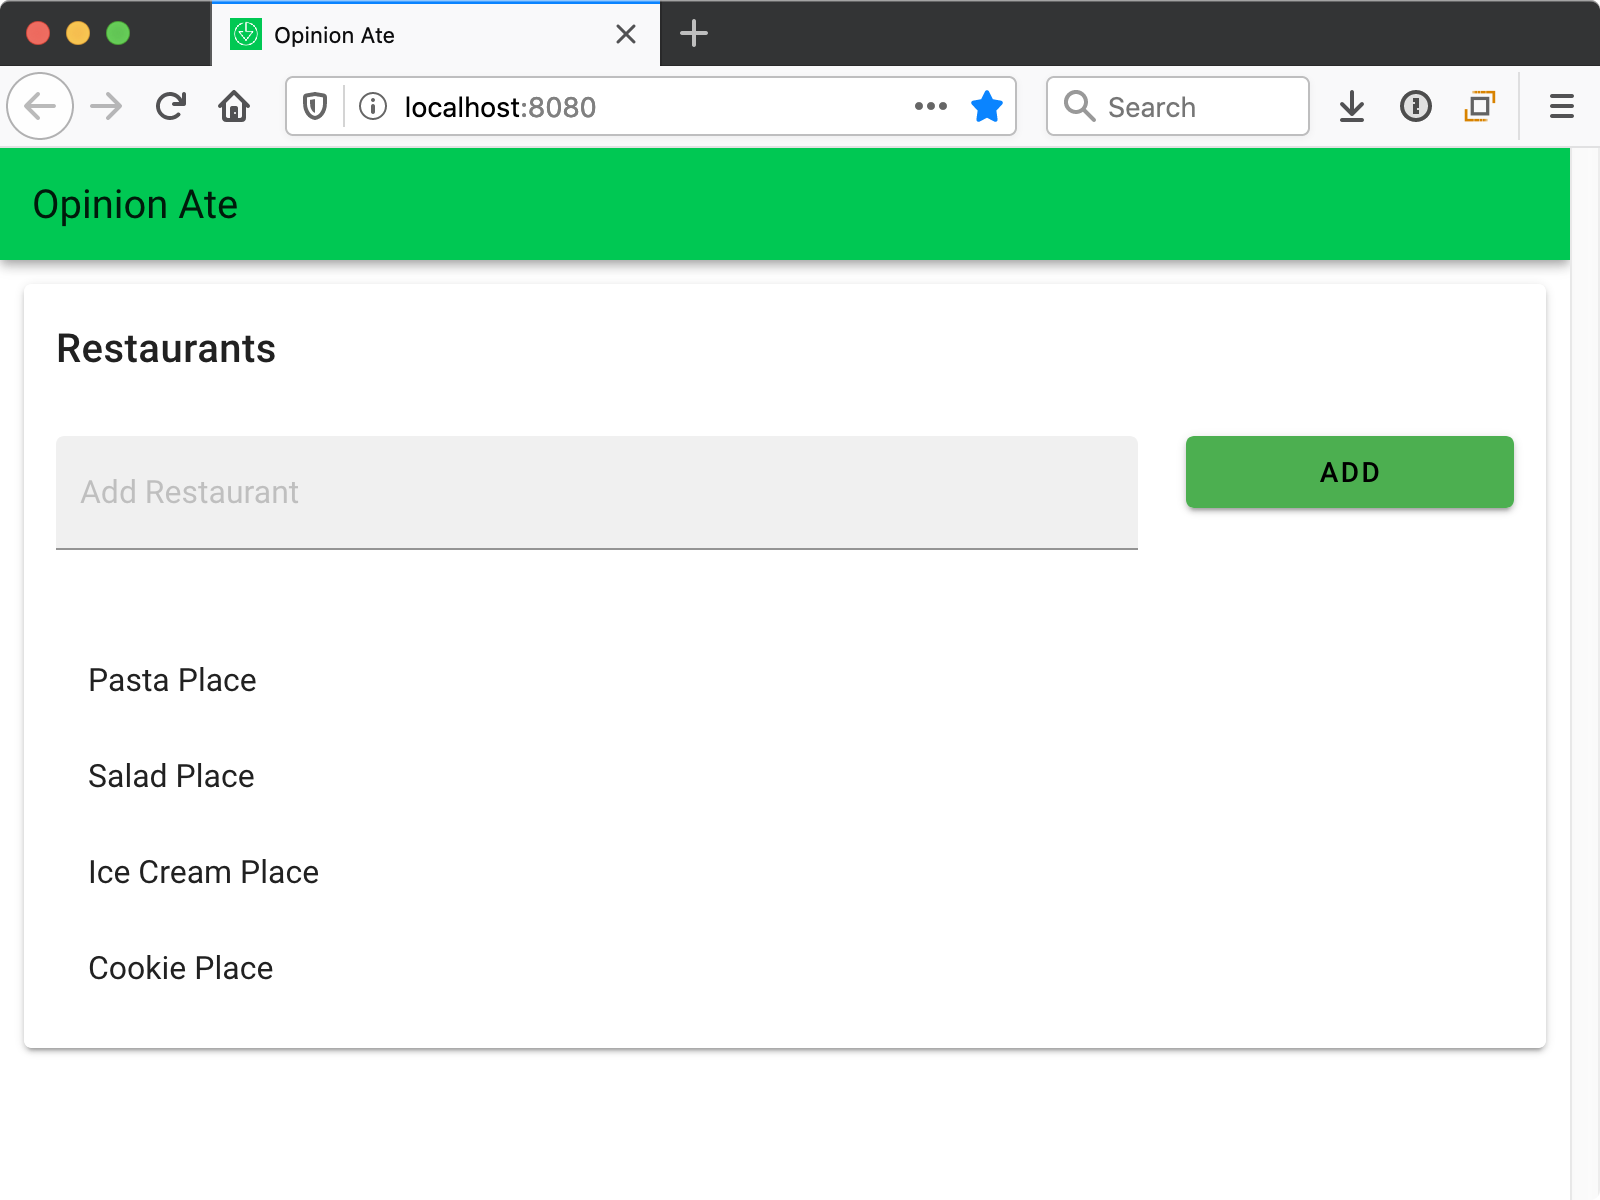 Opinion Ate
localhost:8080
Search
Opinion Ate
Restaurants
Add Restaurant
ADD
Pasta Place
Salad Place
Ice Cream Place
Cookie Place